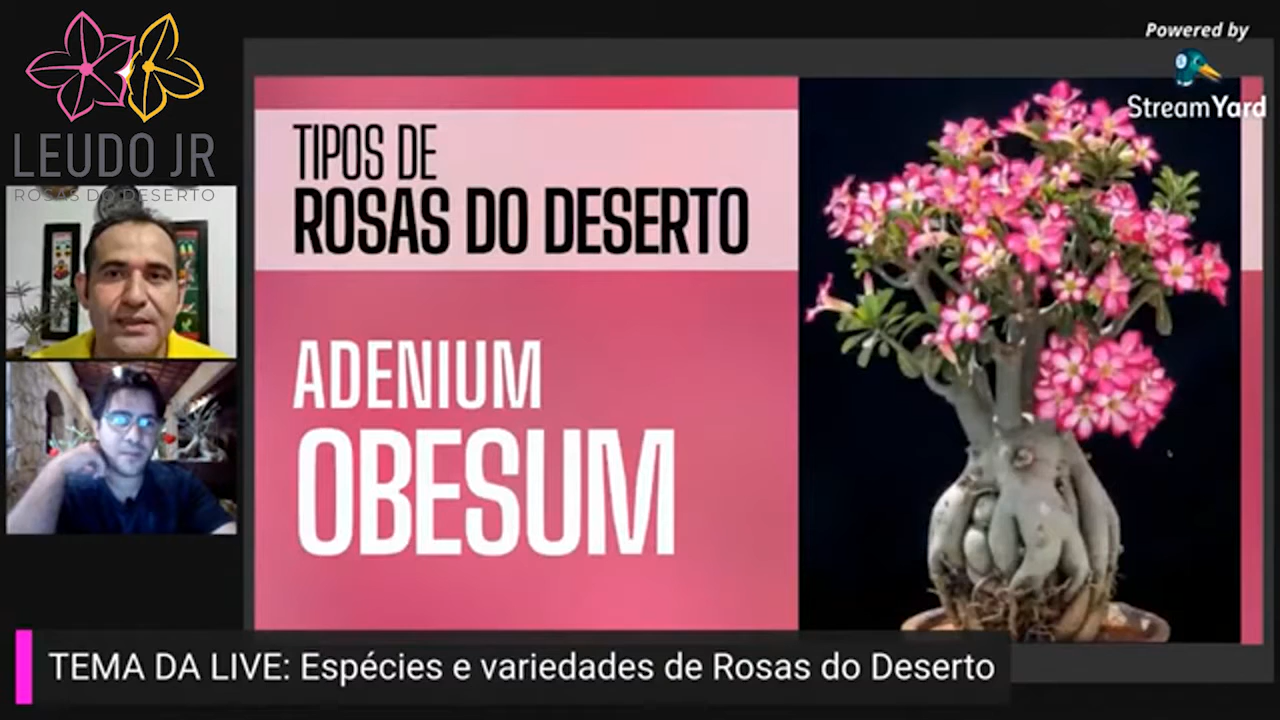 LEUDO JR
ROSAS DO DESERTO
Powered by
StreamYard
TIPOS DE
ROSAS DO DESERTO
ADENIUM
OBESUM
TEMA DA LIVE: Espécies e variedades de Rosas do Deserto